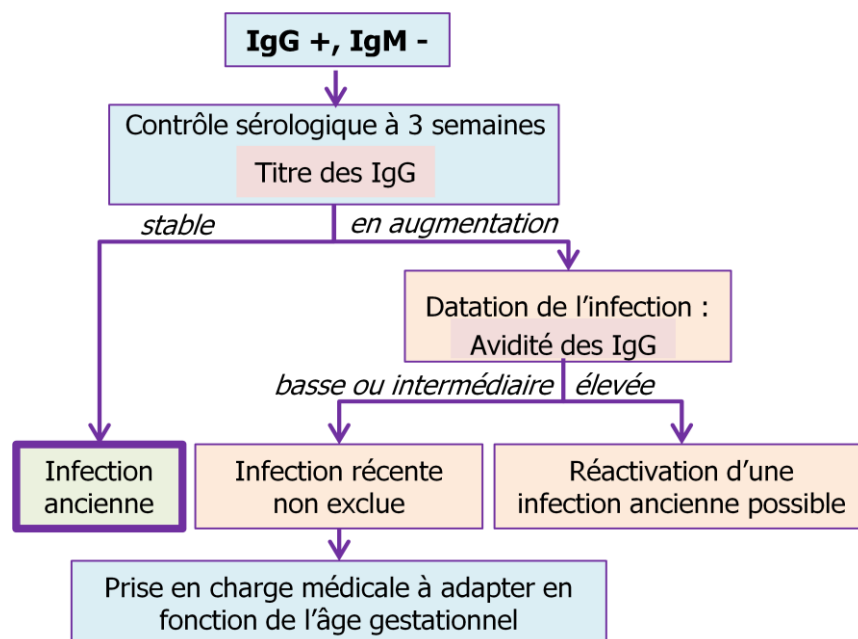 IgG +, IgM -
Contrôle sérologique à 3 semaines
Titre des IgG
stable
en augmentation
Datation de l’infection :
Avidité des IgG
basse ou intermédiaire
élevée
Infection
ancienne
Infection récente
non exclue
Réactivation d’une
infection ancienne possible
Prise en charge médicale à adapter en
fonction de l’âge gestationnel